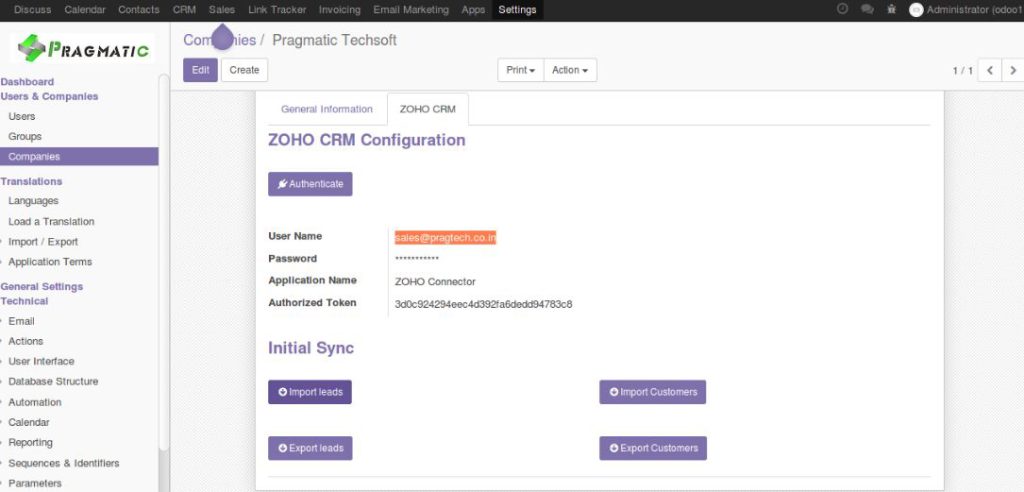 Discuss Calendar Contacts CRM Sales Link Tracker Invoicing Email Marketing Apps Settings Administrator (odoo1
PRAGMATIC
Companies / Pragmatic Techsoft
Edit Create Print Action 1 / 1
Dashboard
Users & Companies
Users
Groups
Companies
Translations
Languages
Load a Translation
Import / Export
Application Terms
General Settings
Technical
Email
Actions
User Interface
Database Structure
Automation
Calendar
Reporting
Sequences & Identifiers
Parameters
General Information ZOHO CRM
ZOHO CRM Configuration
Authenticate
User Name sales@pragtech.co.in
Password ***********
Application Name ZOHO Connector
Authorized Token 3d0c924294eec4d392fa6dedd94783c8
Initial Sync
Import leads Import Customers
Export leads Export Customers